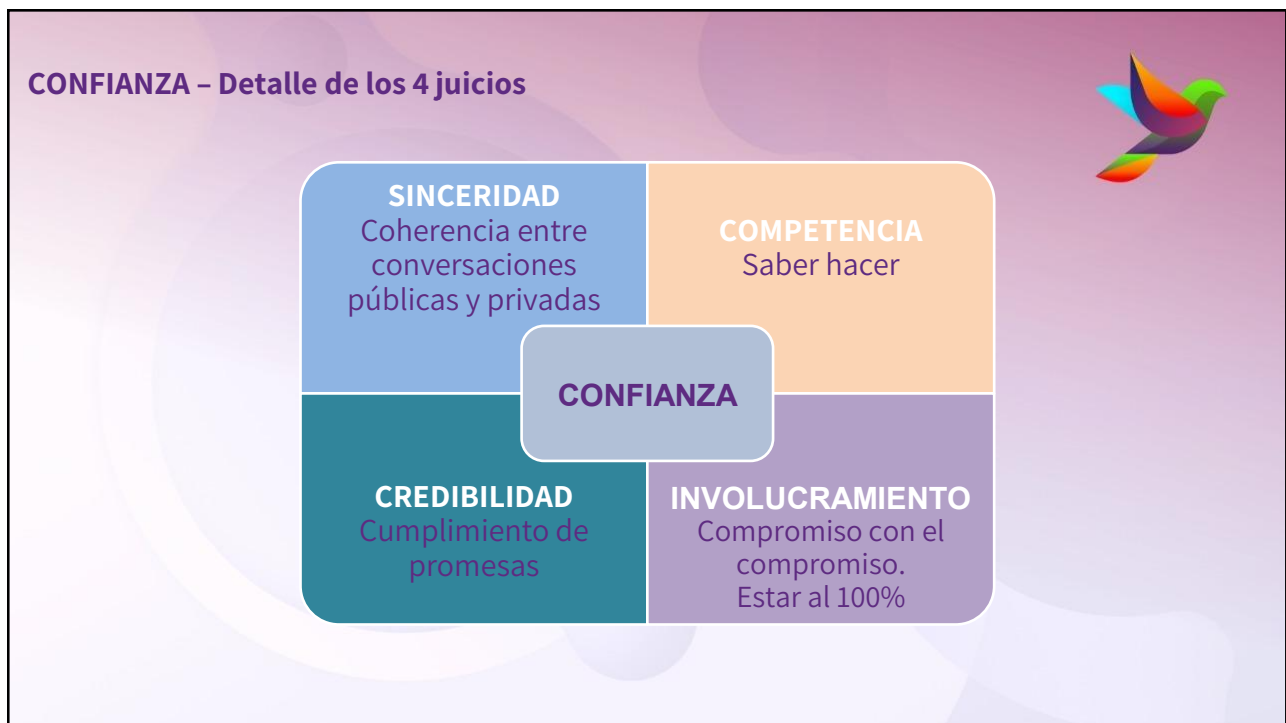 CONFIANZA – Detalle de los 4 juicios
SINCERIDAD
Coherencia entre
conversaciones
públicas y privadas
COMPETENCIA
Saber hacer
CONFIANZA
CREDIBILIDAD
Cumplimiento de
promesas
INVOLUCRAMIENTO
Compromiso con el
compromiso.
Estar al 100%